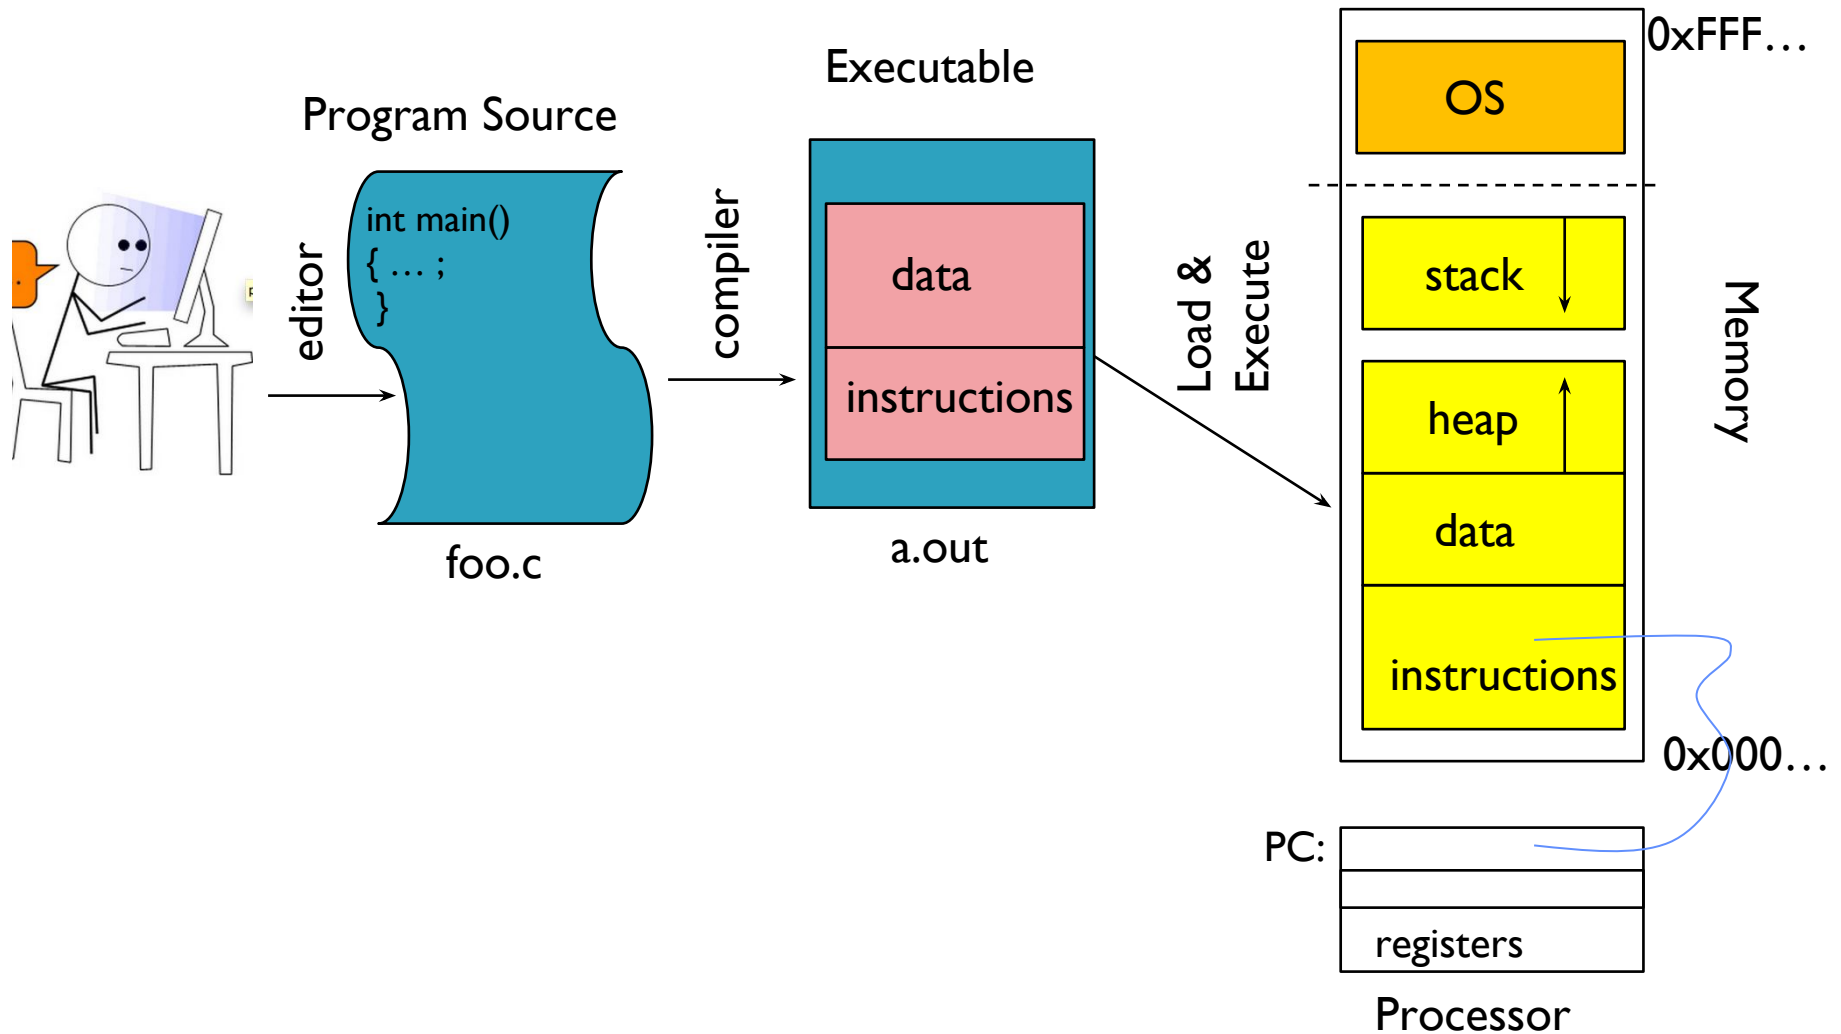 Program Source
editor
int main()
{ … ;
}
foo.c
compiler
Executable
data
instructions
a.out
Load &
Execute
0xFFF…
OS
stack
heap
data
instructions
Memory
0x000…
PC:
registers
Processor